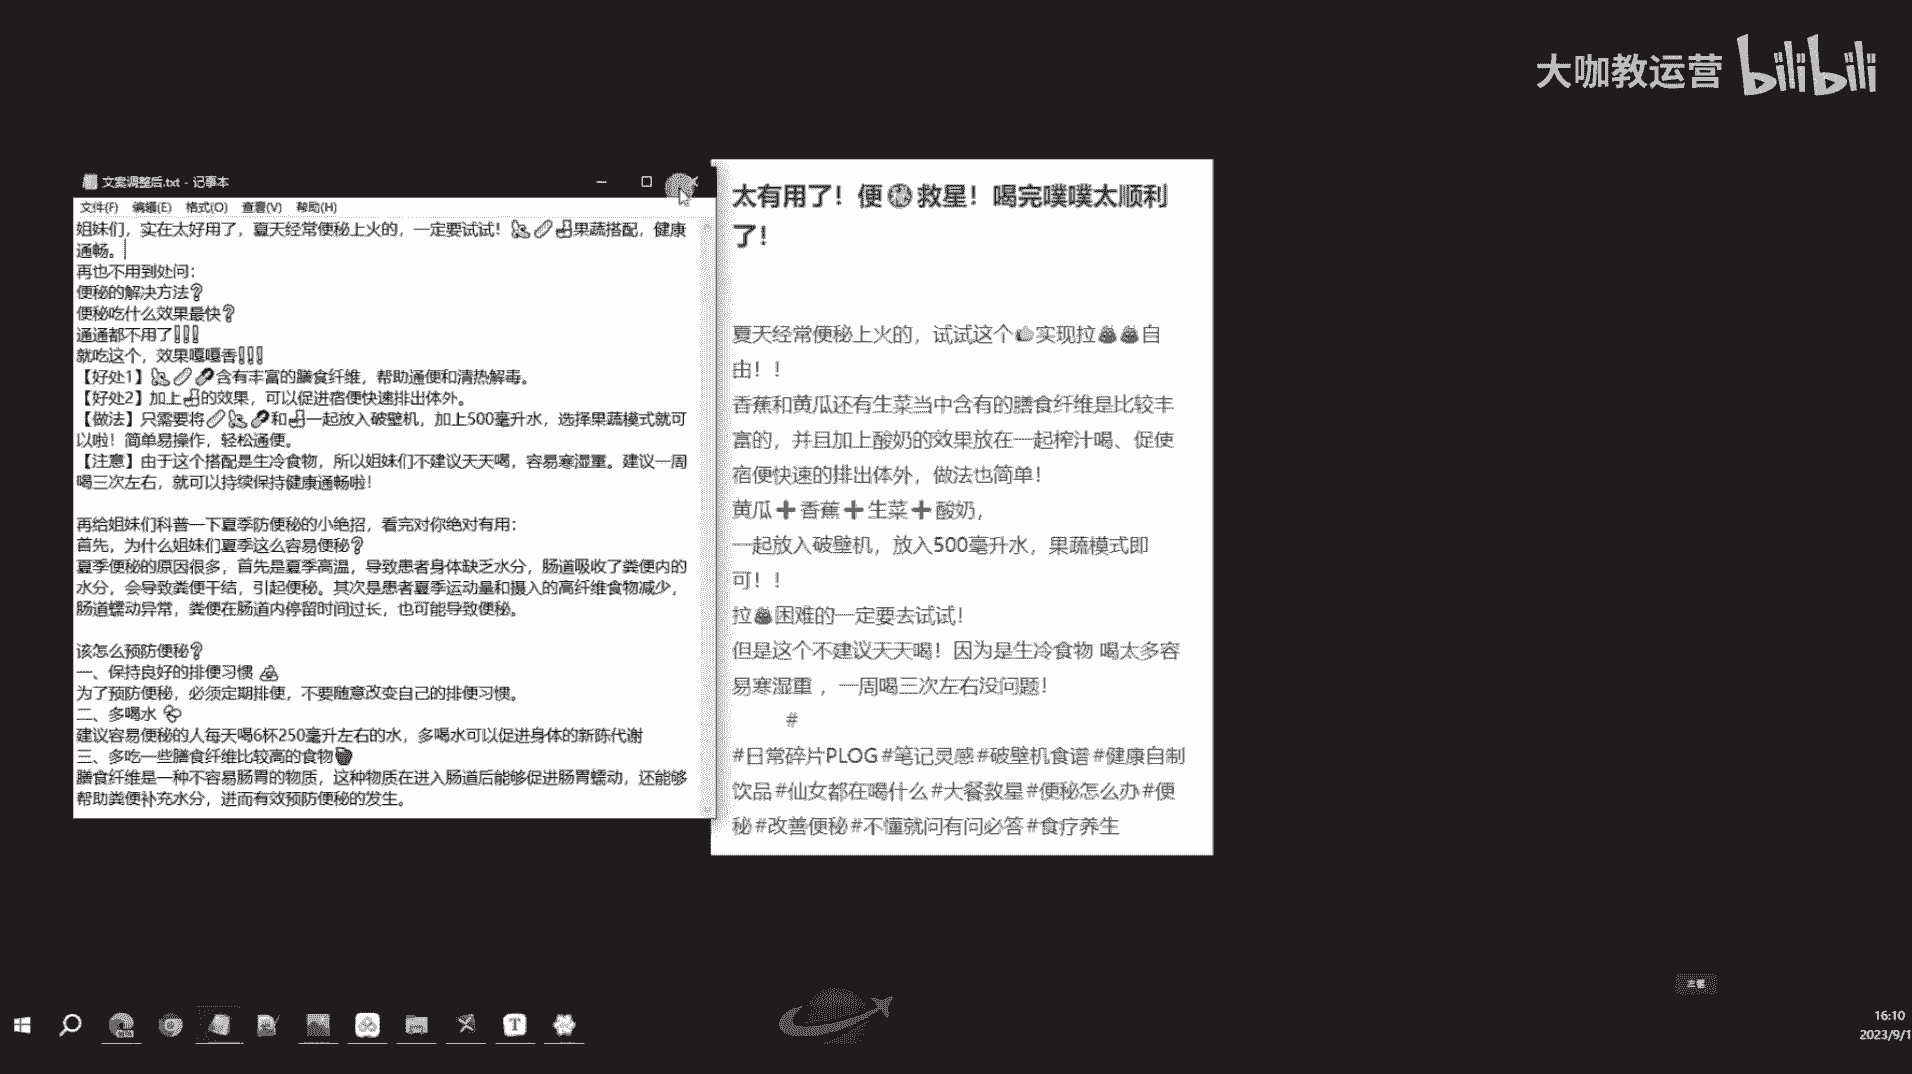 大咖教运营 bilibili
文案调整后.txt - 记事本
文件(F) 编辑(E) 格式(O) 查看(V) 帮助(H)
姐妹们，实在太好用了，夏天经常便秘上火的，一定要试试！🍌🥒🥛果蔬搭配，健康
通畅。
再也不用到处问：
便秘的解决方法❓
便秘吃什么效果最快❓
通通都不用了❗❗❗
就吃这个，效果嘎嘎香❗❗❗
【好处1】🍌🥒🥬含有丰富的膳食纤维，帮助通便和清热解毒。
【好处2】加上🥛的效果，可以促进宿便快速排出体外。
【做法】只需要将🥒🍌🥬和🥛一起放入破壁机，加上500毫升水，选择果蔬模式就可
以啦！简单易操作，轻松通便。
【注意】由于这个搭配是生冷食物，所以姐妹们不建议天天喝，容易寒湿重。建议一周
喝三次左右，就可以持续保持健康通畅啦！
再给姐妹们科普一下夏季防便秘的小绝招，看完对你绝对有用：
首先，为什么姐妹们夏季这么容易便秘❓
夏季便秘的原因很多，首先是夏季高温，导致患者身体缺乏水分，肠道吸收了粪便内的
水分，会导致粪便干结，引起便秘。其次是患者夏季运动量和摄入的高纤维食物减少，
肠道蠕动异常，粪便在肠道内停留时间过长，也可能导致便秘。
该怎么预防便秘❓
一、保持良好的排便习惯 💩
为了预防便秘，必须定期排便，不要随意改变自己的排便习惯。
二、多喝水
建议容易便秘的人每天喝6杯250毫升左右的水，多喝水可以促进身体的新陈代谢
三、多吃一些膳食纤维比较高的食物
膳食纤维是一种不容易肠胃的物质，这种物质在进入肠道后能够促进肠胃蠕动，还能够
帮助粪便补充水分，进而有效预防便秘的发生。
太有用了！便救星！喝完噗噗太顺利
了！
夏天经常便秘上火的，试试这个👍实现拉💩💩自
由！！
香蕉和黄瓜还有生菜当中含有的膳食纤维是比较丰
富的，并且加上酸奶的效果放在一起榨汁喝、促使
宿便快速的排出体外，做法也简单！
黄瓜➕香蕉➕生菜➕酸奶，
一起放入破壁机，放入500毫升水，果蔬模式即
可！！
拉💩困难的一定要去试试！
但是这个不建议天天喝！因为是生冷食物 喝太多容
易寒湿重 ，一周喝三次左右没问题！
#
#日常碎片PLOG#笔记灵感#破壁机食谱#健康自制
饮品#仙女都在喝什么#大餐救星#便秘怎么办#便
秘#改善便秘#不懂就问有问必答#食疗养生
16:10
2023/9/1